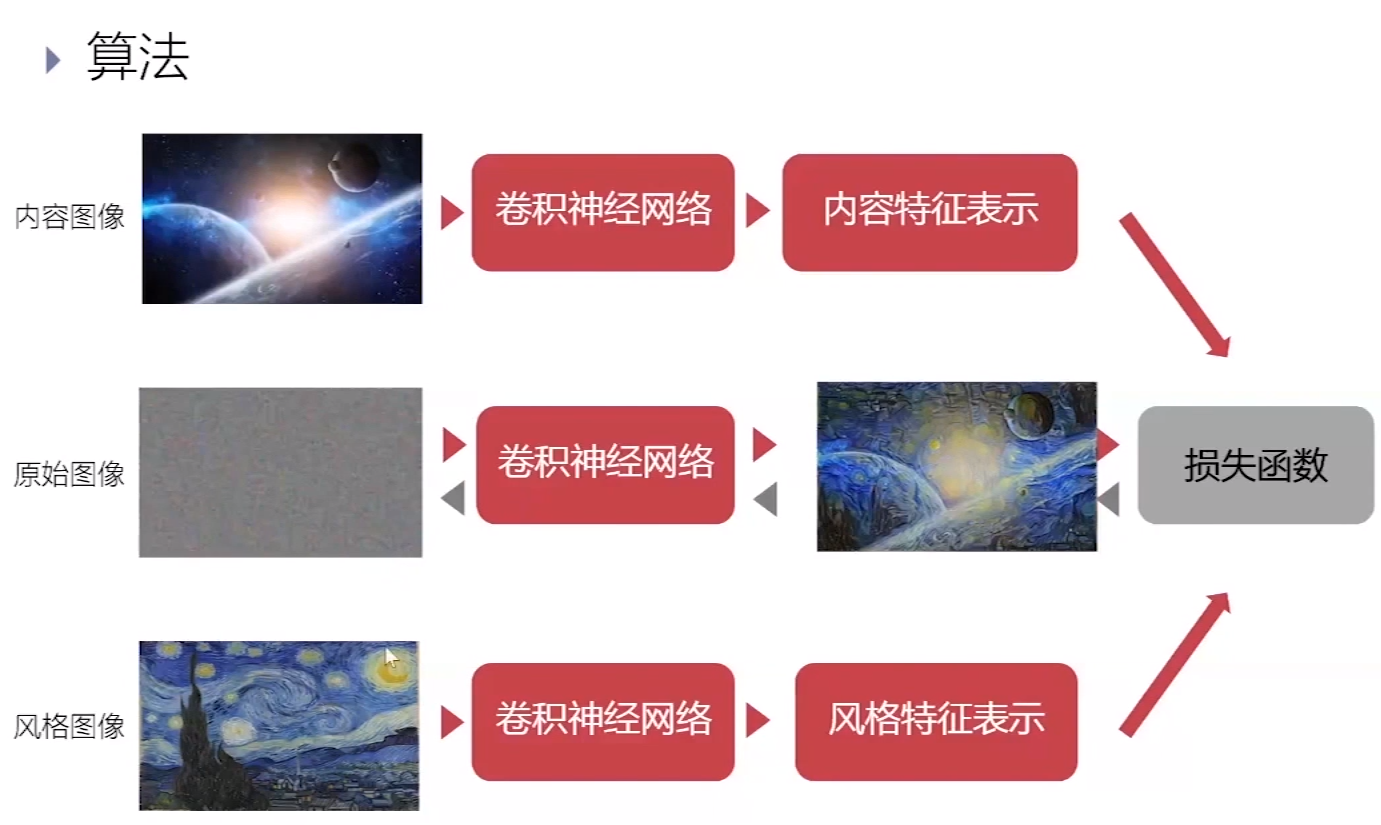 算法
内容图像
卷积神经网络
内容特征表示
原始图像
卷积神经网络
损失函数
风格图像
卷积神经网络
风格特征表示